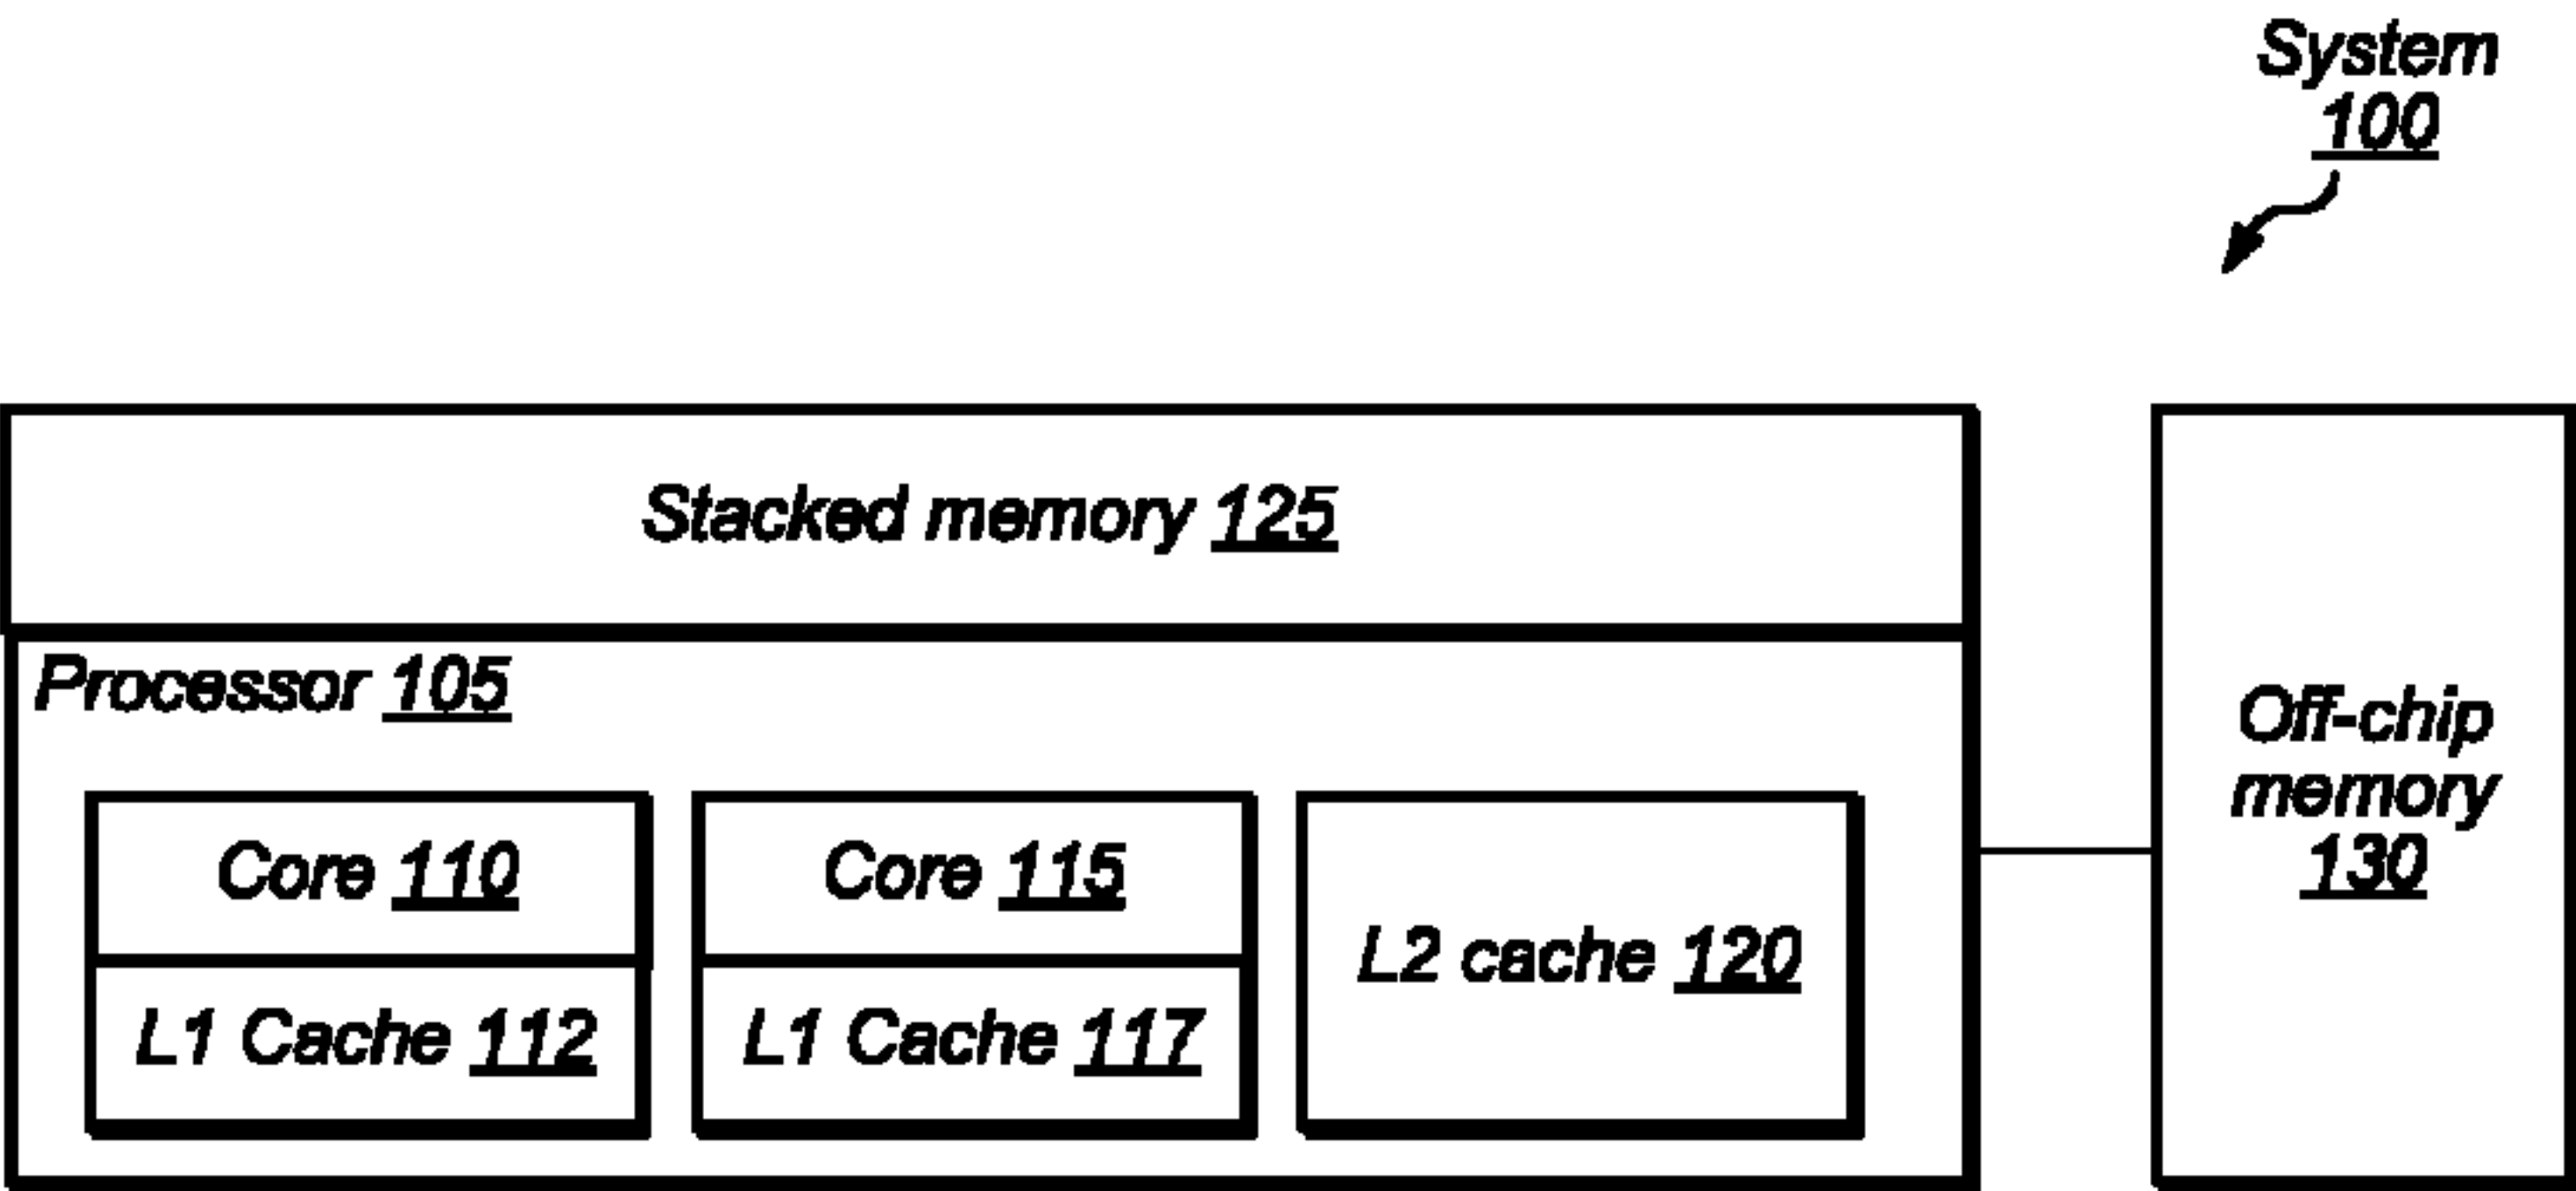 System
100
Stacked memory 125
Processor 105
Core 110
L1 Cache 112
Core 115
L1 Cache 117
L2 cache 120
Off-chip
memory
130